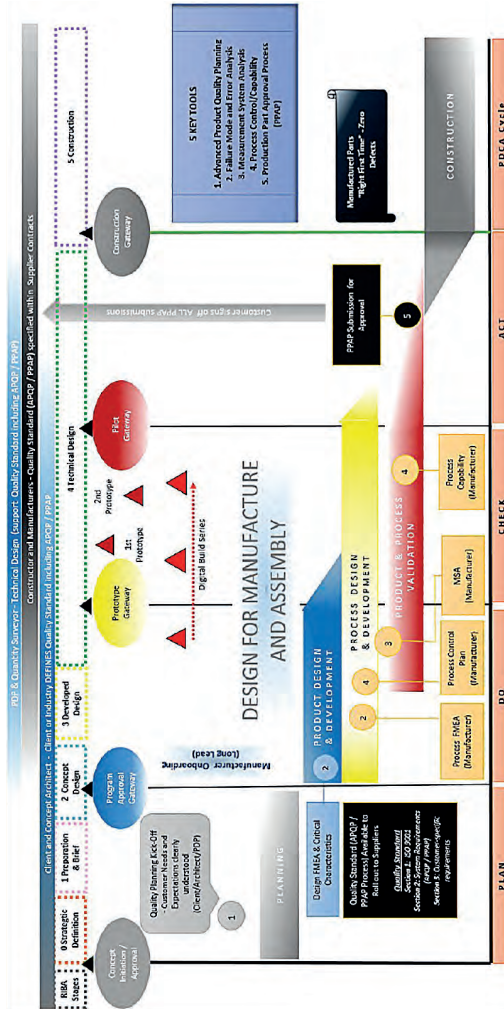 PDP & Quantity Surveyor - Technical Design (support Quality Standard including APQP / PPAP)
Constructor and Manufacturers - Quality Standard (APQP / PPAP) specified within Supplier contracts
Client and Concept Architect - Client or Industry DEFINES Quality Standard including APQP / PPAP
RIBA
Stages
0 Strategic
Definition
1 Preparation
& Brief
2 Concept
Design
3 Developed
Design
4 Technical Design
5 Construction
Concept
Initiation /
Approval
Program
Approval
Gateway
Prototype
Gateway
1st
Prototype
2nd
Prototype
Pilot
Gateway
Construction
Gateway
Digital Build Series
Quality Planning Kick-Off
- Customer Needs and
Expectations clearly
understood
(Client/Architect/PDP)
1
Manufacturer Onboarding
(Long Lead)
DESIGN FOR MANUFACTURE
AND ASSEMBLY
Customer signs off ALL PPAP submissions
5 KEY TOOLS
1. Advanced Product Quality Planning
2. Failure Mode and Error Analysis
3. Measurement System Analysis
4. Process Control/Capability
5. Production Part Approval Process
(PPAP)
PLANNING
Design FMEA & Critical
Characteristics
2
PRODUCT DESIGN
& DEVELOPMENT
PROCESS DESIGN
& DEVELOPMENT
PRODUCT & PROCESS
VALIDATION
CONSTRUCTION
Quality Standard (APQP /
PPAP Process) Available to
Rollout to Suppliers
Quality Standard
Section 1: ISO 9001
Section 2: System Requirements
(APQP / PPAP)
Section 3: Customer-specific
requirements
2
4
3
4
5
PPAP Submission for
Approval
Manufactured Parts
"Right First Time" - Zero
Defects
Process FMEA
(Manufacturer)
Process Control
Plan
(Manufacturer)
MSA
(Manufacturer)
Process
Capability
(Manufacturer)
PLAN
DO
CHECK
ACT
PDCA Cycle